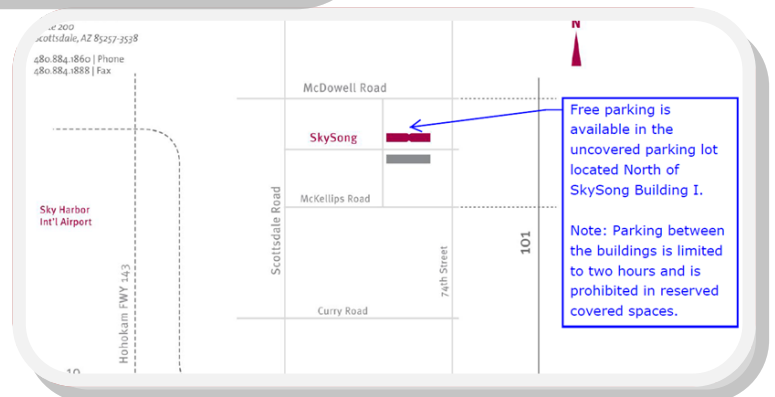 200
Scottsdale, AZ 85257-3538
480.884.1860 | Phone
480.884.1888 | Fax
N
McDowell Road
SkySong
McKellips Road
Scottsdale Road
74th Street
101
Curry Road
Sky Harbor
Int'l Airport
Hohokam FWY 143
10
Free parking is
available in the
uncovered parking lot
located North of
SkySong Building I.
Note: Parking between
the buildings is limited
to two hours and is
prohibited in reserved
covered spaces.